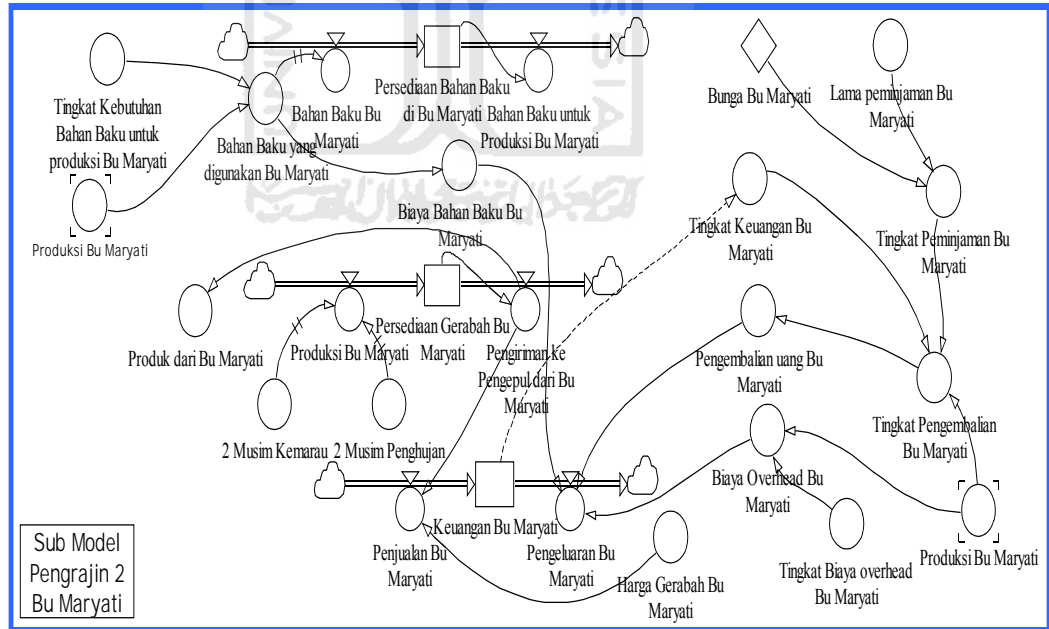 Tingkat Kebutuhan
Bahan Baku untuk
produksi Bu Maryati
Bahan Baku yang
digunakan Bu Maryati
Bahan Baku Bu
Maryati
Persediaan Bahan Baku
di Bu Maryati
Bahan Baku untuk
Produksi Bu Maryati
Bunga Bu Maryati
Lama peminjaman Bu
Maryati
Produksi Bu Maryati
Biaya Bahan Baku Bu
Maryati
Tingkat Keuangan Bu
Maryati
Tingkat Peminjaman Bu
Maryati
Produk dari Bu Maryati
Produksi Bu Maryati
Persediaan Gerabah Bu
Maryati
Pengiriman ke
Pengepul dari Bu
Maryati
Pengembalian uang Bu
Maryati
Tingkat Pengembalian
Bu Maryati
2 Musim Kemarau
2 Musim Penghujan
Biaya Overhead Bu
Maryati
Keuangan Bu Maryati
Penjualan Bu
Maryati
Pengeluaran Bu
Maryati
Harga Gerabah Bu
Maryati
Tingkat Biaya overhead
Bu Maryati
Produksi Bu Maryati
Sub Model
Pengrajin 2
Bu Maryati